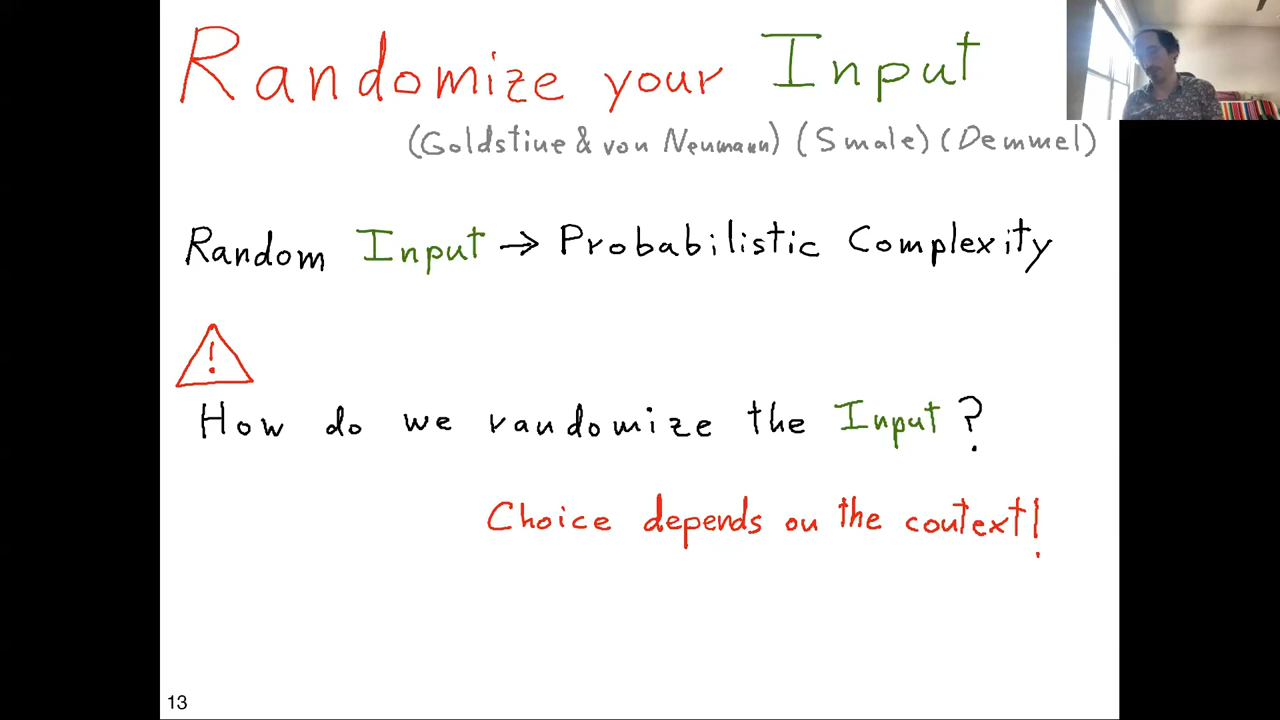 Randomize your Input
(Goldstine & von Neumann) (Smale) (Demmel)
Random Input → Probabilistic Complexity
!
How do we randomize the Input?
Choice depends on the context!
13